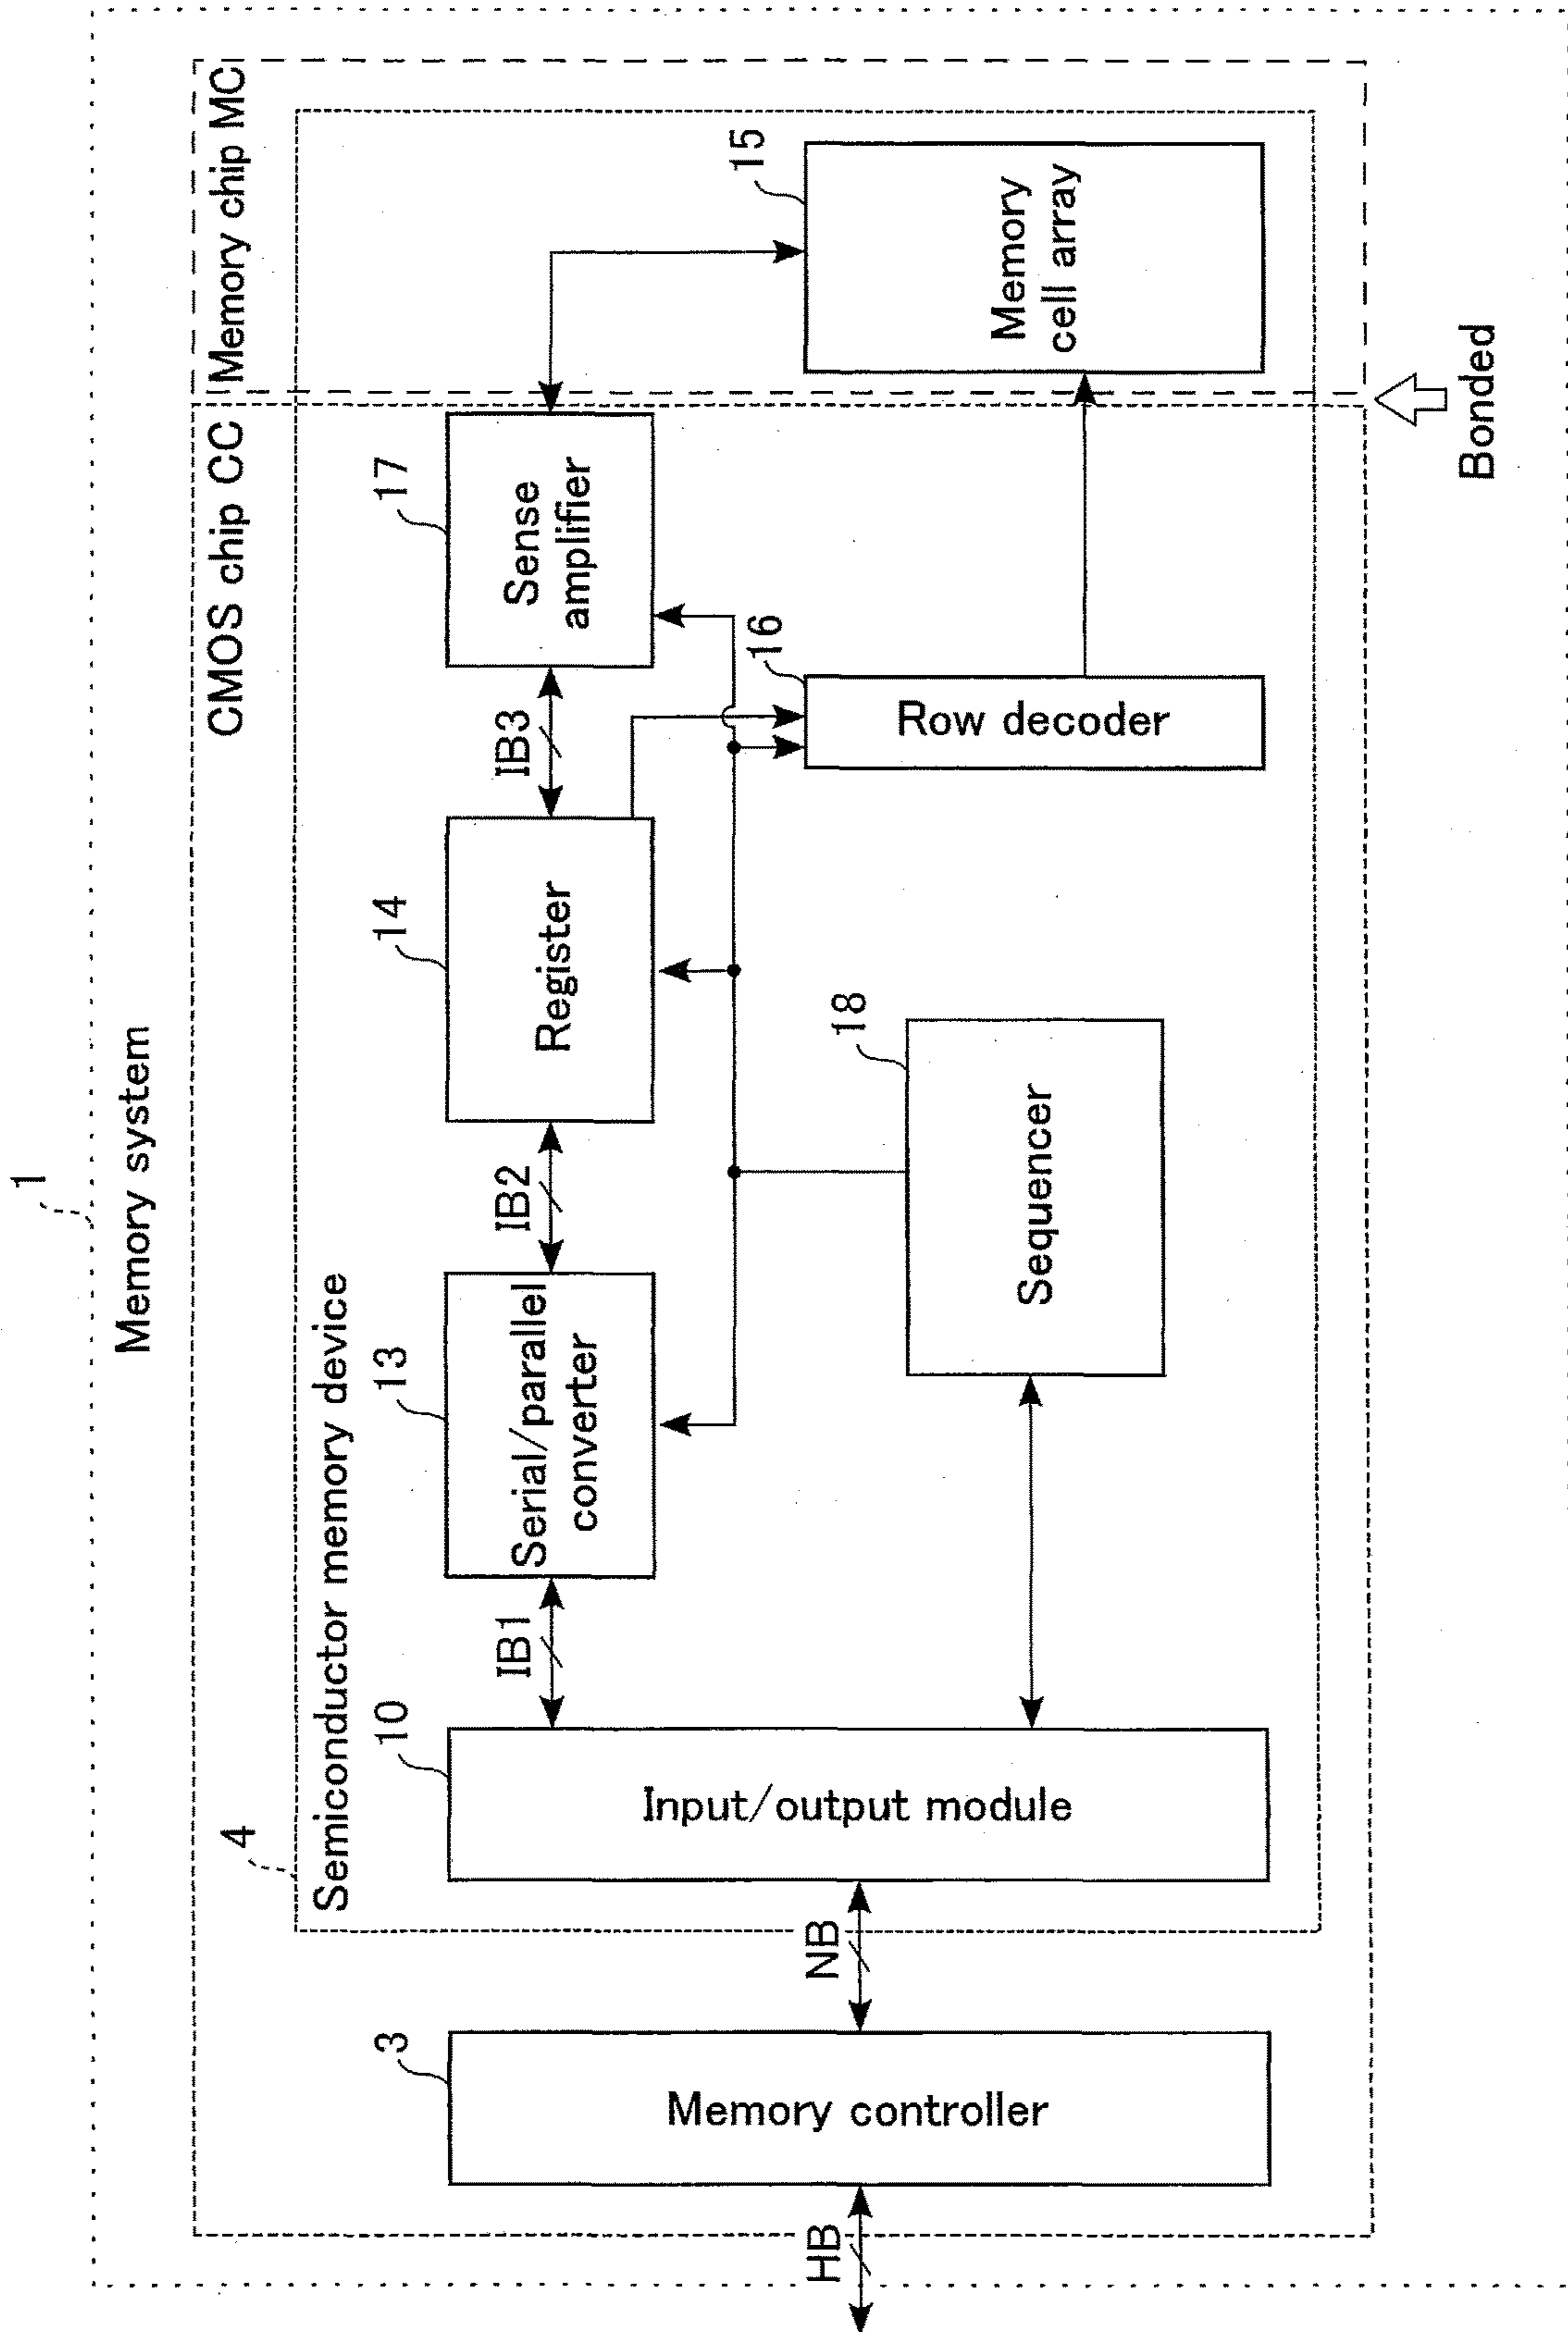 1
Memory system
CMOS chip CC
Memory chip MC
4
Semiconductor memory device
3
Memory controller
HB
NB
10
Input/output module
IB1
13
Serial/parallel
converter
IB2
14
Register
IB3
17
Sense
amplifier
15
Memory
cell array
16
Row decoder
18
Sequencer
Bonded